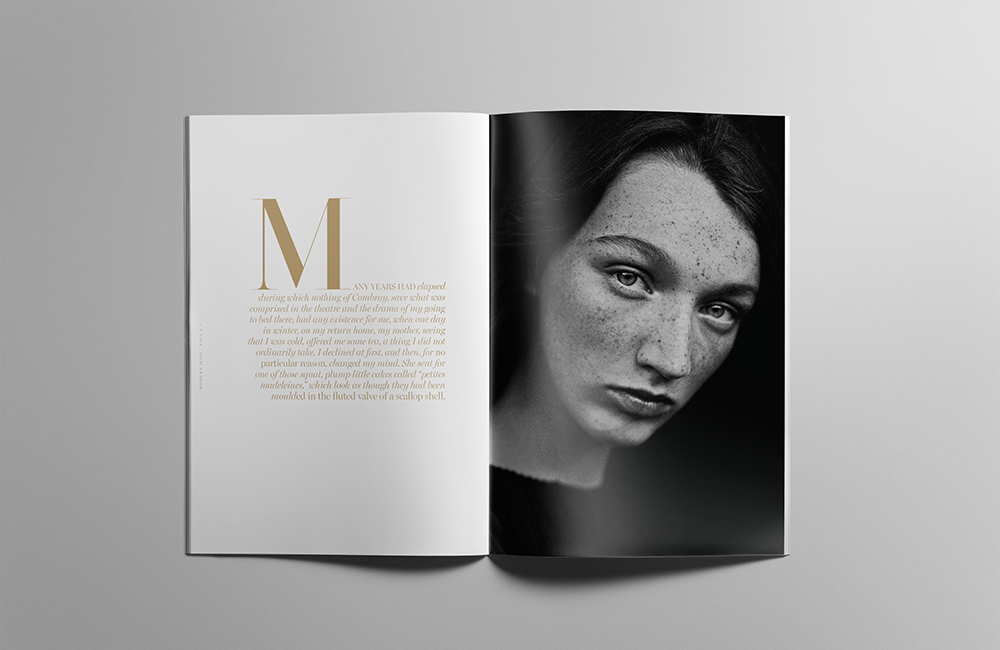 MANY YEARS HAD elapsed
during which nothing of Combray, save what was
comprised in the theatre and the drama of my going
to bed there, had any existence for me, when one day
in winter, on my return home, my mother, seeing
that I was cold, offered me some tea, a thing I did not
ordinarily take. I declined at first, and then, for no
particular reason, changed my mind. She sent for
one of those squat, plump little cakes called “petites
madeleines,” which look as though they had been
moulded in the fluted valve of a scallop shell.